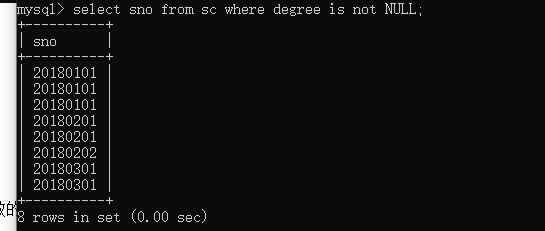 mysql> select sno from sc where degree is not NULL;
+----------+
| sno      |
+----------+
| 20180101 |
| 20180101 |
| 20180101 |
| 20180201 |
| 20180201 |
| 20180202 |
| 20180301 |
| 20180301 |
+----------+
8 rows in set (0.00 sec)
的